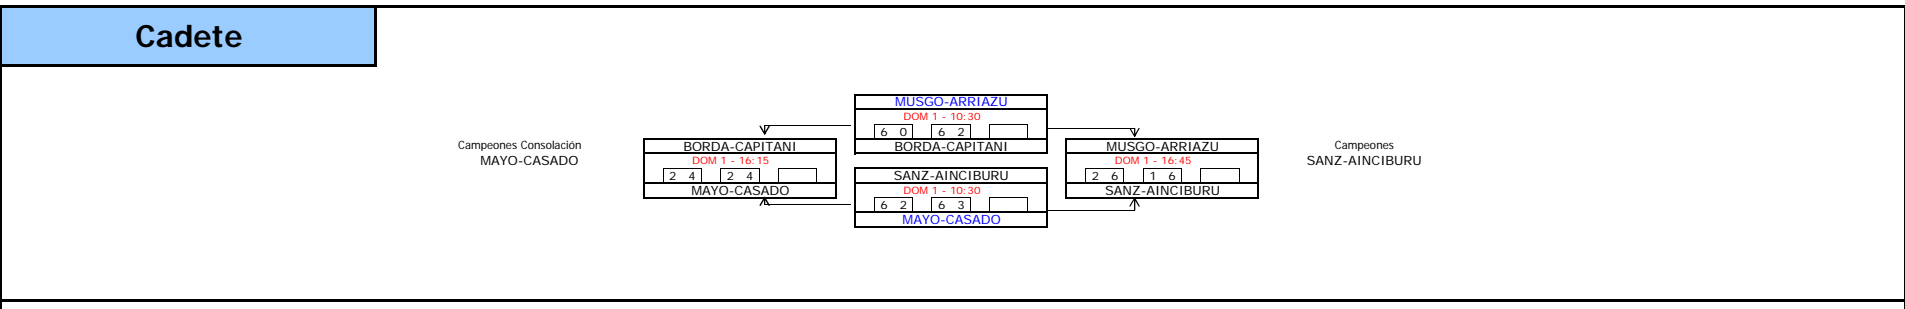 Cadete
MUSGO-ARRIAZU
DOM 1 - 10:30
6 0 6 2
BORDA-CAPITANI
Campeones Consolación
MAYO-CASADO
BORDA-CAPITANI
DOM 1 - 16:15
2 4 2 4
MAYO-CASADO
SANZ-AINCIBURU
DOM 1 - 10:30
6 2 6 3
MAYO-CASADO
MUSGO-ARRIAZU
DOM 1 - 16:45
2 6 1 6
SANZ-AINCIBURU
Campeones
SANZ-AINCIBURU